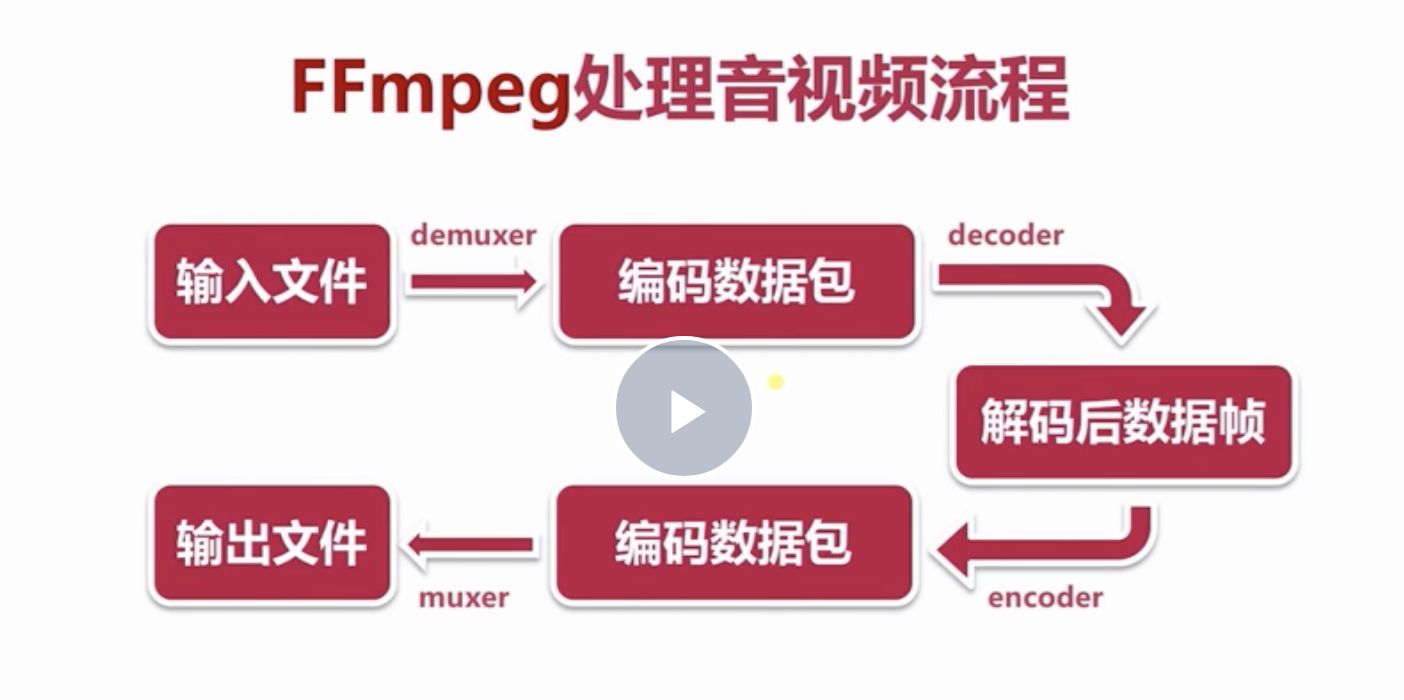 FFmpeg处理音视频流程
demuxer
decoder
输入文件
编码数据包
解码后数据帧
输出文件
编码数据包
muxer
encoder